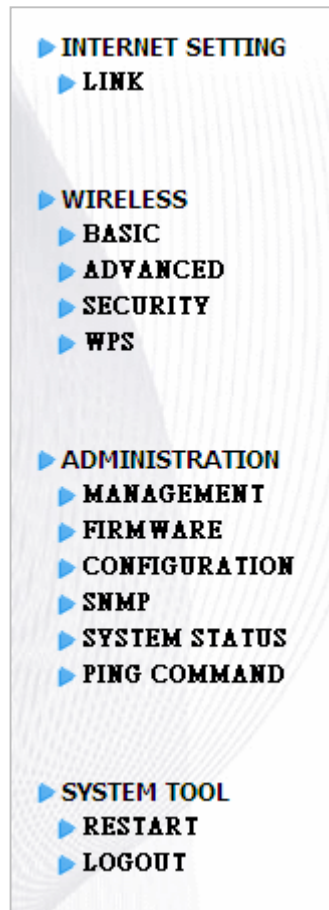 INTERNET SETTING
LINK
WIRELESS
BASIC
ADVANCED
SECURITY
WPS
ADMINISTRATION
MANAGEMENT
FIRMWARE
CONFIGURATION
SNMP
SYSTEM STATUS
PING COMMAND
SYSTEM TOOL
RESTART
LOGOUT